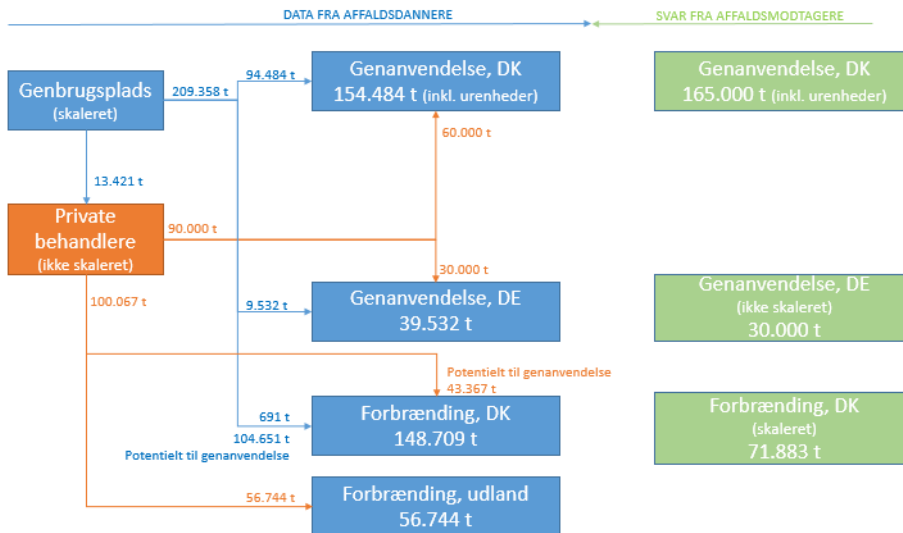 DATA FRA AFFALDSDANNERE
SVAR FRA AFFALDSMODTAGERE
Genbrugsplads
(skaleret)
209.358 t
94.484 t
Genanvendelse, DK
154.484 t (inkl. urenheder)
Genanvendelse, DK
165.000 t (inkl. urenheder)
60.000 t
13.421 t
Private
behandlere
(ikke skaleret)
90.000 t
30.000 t
100.067 t
9.532 t
Genanvendelse, DE
39.532 t
Genanvendelse, DE
(ikke skaleret)
30.000 t
Potentielt til genanvendelse
43.367 t
691 t
104.651 t
Potentielt til genanvendelse
Forbrænding, DK
148.709 t
Forbrænding, DK
(skaleret)
71.883 t
56.744 t
Forbrænding, udland
56.744 t